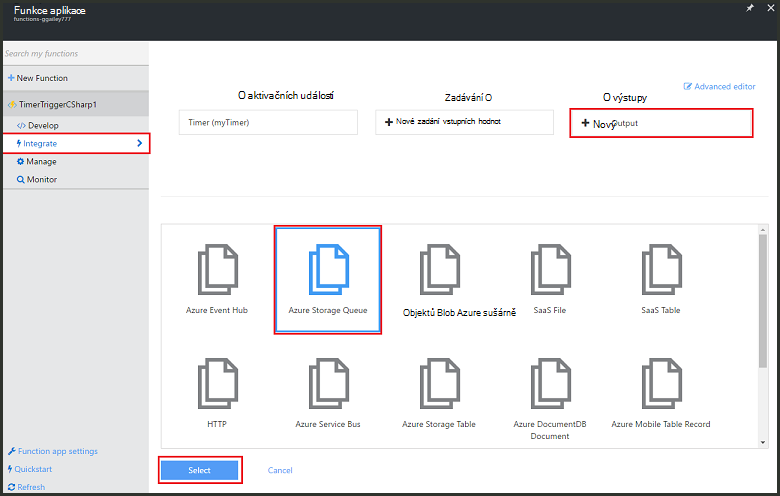 Funkce aplikace
functions-ggailey777
Search my functions
+ New Function
TimerTriggerCSharp1
</> Develop
Integrate
Manage
Monitor
Function app settings
Quickstart
Refresh
Advanced editor
O aktivačních událostí
Zadávání O
O výstupy
Timer (myTimer)
+ Nové zadání vstupních hodnot
+ Nový Output
Azure Event Hub
Azure Storage Queue
Objektů Blob Azure sušárně
SaaS File
SaaS Table
HTTP
Azure Service Bus
Azure Storage Table
Azure DocumentDB
Document
Azure Mobile Table Record
Select
Cancel